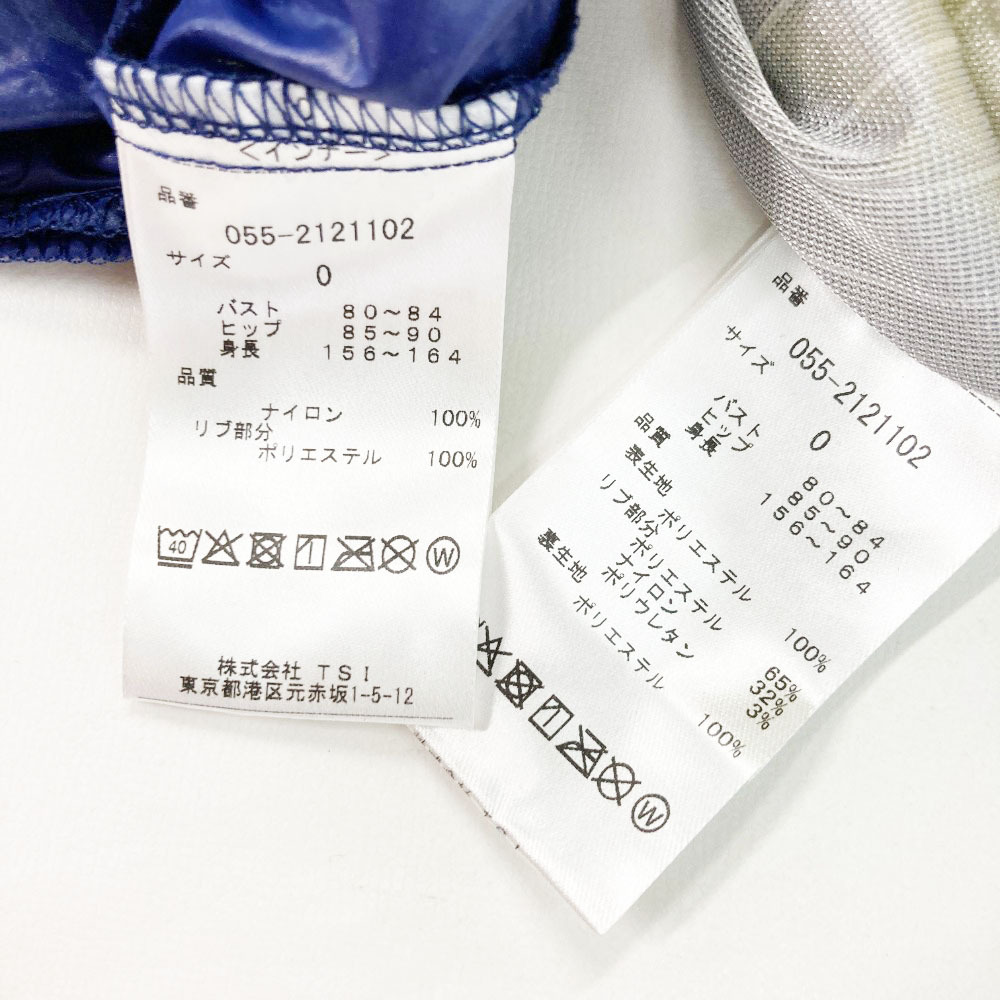 <インナー>
品番
055-2121102
サイズ
0
バスト 80～84
ヒップ 85～90
身長 156～164
品質
ナイロン 100%
リブ部分
ポリエステル 100%
40
W
株式会社 TSI
東京都港区元赤坂1-5-12
品番
055-2121102
サイズ
0
バスト 80～84
ヒップ 85～90
身長 156～164
品質
表生地
ポリエステル 100%
リブ部分
ポリエステル 65%
ナイロン 32%
ポリウレタン 3%
裏生地
ポリエステル 100%
W